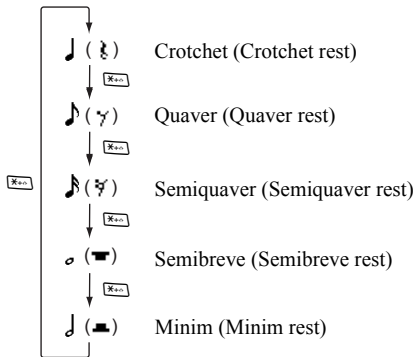 Crotchet (Crotchet rest)
Quaver (Quaver rest)
Semiquaver (Semiquaver rest)
Semibreve (Semibreve rest)
Minim (Minim rest)